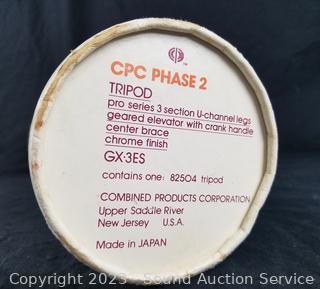 CPC PHASE 2
TRIPOD
pro series 3 section U-channel legs
geared elevator with crank handle
center brace
chrome finish
GX-3ES
contains one: 82504 tripod
COMBINED PRODUCTS CORPORATION
Upper Saddle River
New Jersey U.S.A.
Made in JAPAN
Copyright © 2023 - Sound Auction Service